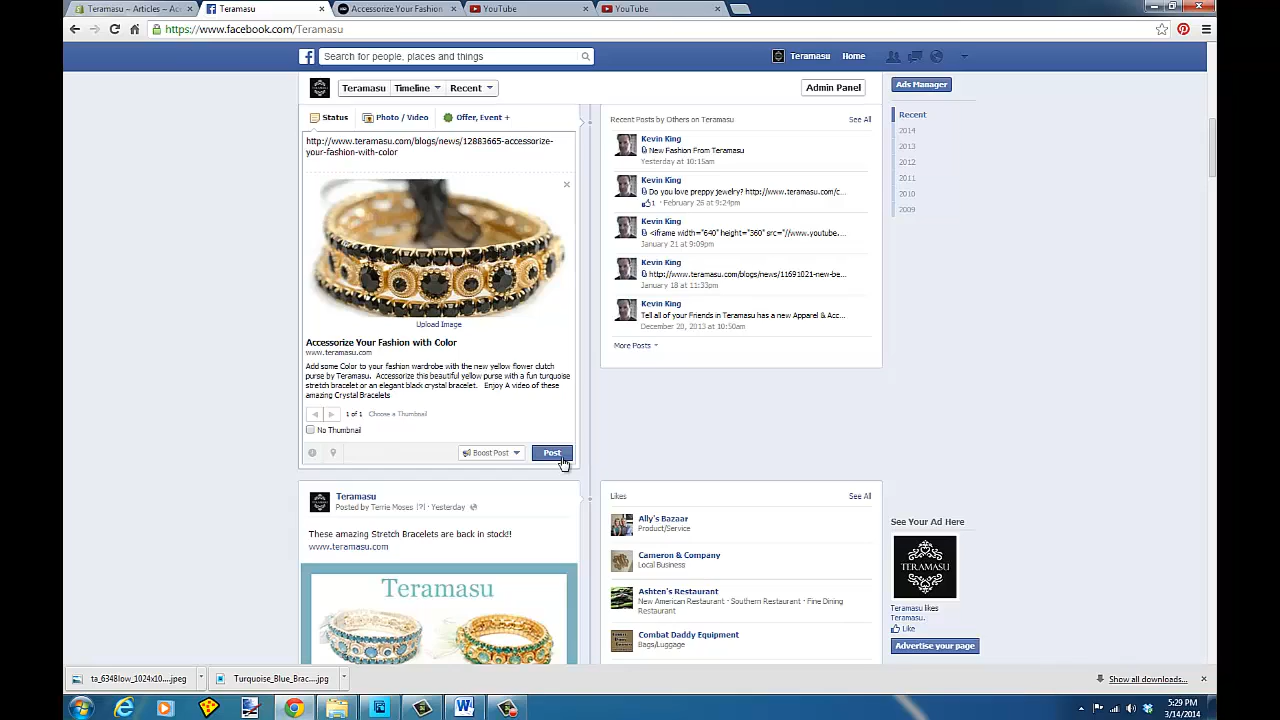 Teramasu ~ Articles ~ Ac
Teramasu
Accessorize Your Fashion
YouTube
YouTube
https://www.facebook.com/Teramasu
Search for people, places and things
Teramasu
Home
Teramasu
Timeline
Recent
Admin Panel
Ads Manager
Recent
2014
2013
2012
2011
2010
2009
Status
Photo / Video
Offer, Event +
http://www.teramasu.com/blogs/news/12883665-accessorize-
your-fashion-with-color
Upload Image
Accessorize Your Fashion with Color
www.teramasu.com
Add some Color to your fashion wardrobe with the new yellow flower clutch
purse by Teramasu. Accessorize this beautiful yellow purse with a fun turquoise
stretch bracelet or an elegant black crystal bracelet. Enjoy A video of these
amazing Crystal Bracelets
1 of 1 Choose a Thumbnail
No Thumbnail
Boost Post
Post
Recent Posts by Others on Teramasu
See All
Kevin King
New Fashion From Teramasu
Yesterday at 10:15am
Kevin King
Do you love preppy jewelry? http://www.teramasu.com/c...
1 · February 26 at 9:24pm
Kevin King
<iframe width="640" height="360" src="//www.youtube...
January 21 at 9:09pm
Kevin King
http://www.teramasu.com/blogs/news/11691021-new-be...
January 18 at 11:33pm
Kevin King
Tell all of your Friends in Teramasu has a new Apparel & Acc...
December 20, 2013 at 10:50am
More Posts
Teramasu
Posted by Terrie Moses [?] · Yesterday
These amazing Stretch Bracelets are back in stock!!
www.teramasu.com
Teramasu
Likes
See All
Ally's Bazaar
Product/Service
Cameron & Company
Local Business
Ashten's Restaurant
New American Restaurant · Southern Restaurant · Fine Dining
Restaurant
Combat Daddy Equipment
Bags/Luggage
See Your Ad Here
TERAMASU
Teramasu likes
Teramasu.
Like
Advertise your page
ta_6348low_1024x10....jpeg
Turquoise_Blue_Brac....jpg
Show all downloads...
5:29 PM
3/14/2014